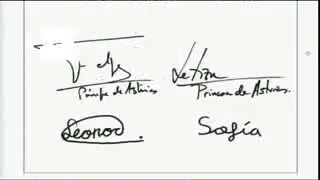 Letizia
Príncipe de Asturias Princesa de Asturias
Leonor. Sofía